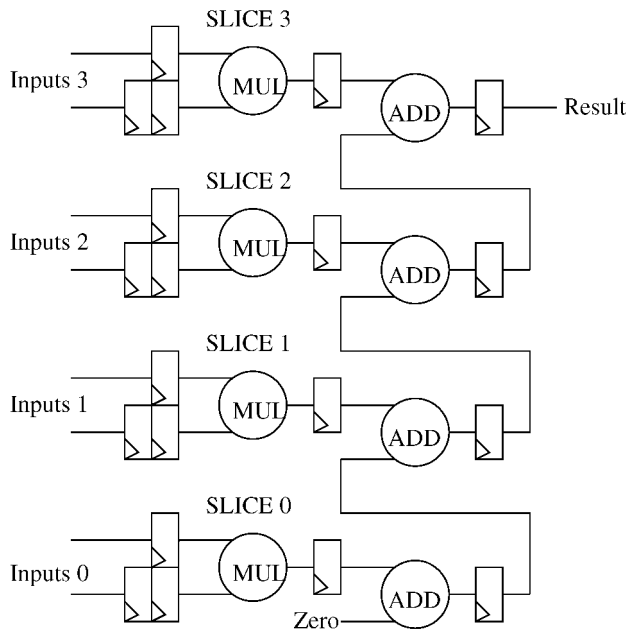 SLICE 3
Inputs 3
MUL
ADD
Result
SLICE 2
Inputs 2
MUL
ADD
SLICE 1
Inputs 1
MUL
ADD
SLICE 0
Inputs 0
MUL
ADD
Zero